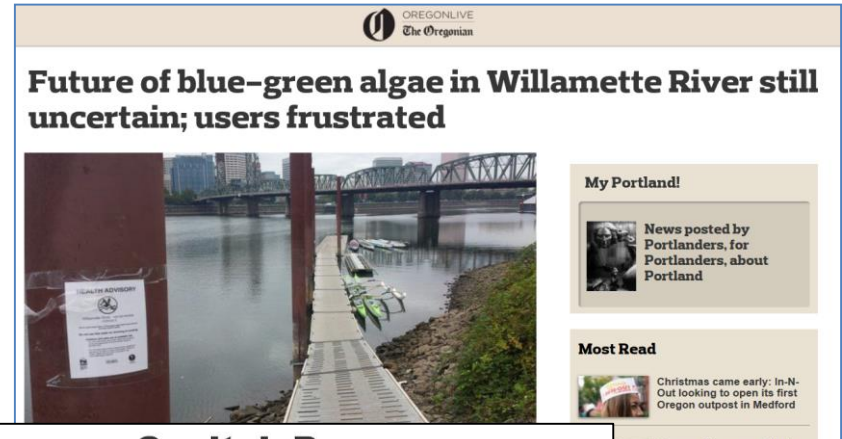 OREGONLIVE
The Oregonian
Future of blue-green algae in Willamette River still
uncertain; users frustrated
HEALTH ADVISORY
My Portland!
News posted by
Portlanders, for
Portlanders, about
Portland
Most Read
Christmas came early: In-N-
Out looking to open its first
Oregon outpost in Medford